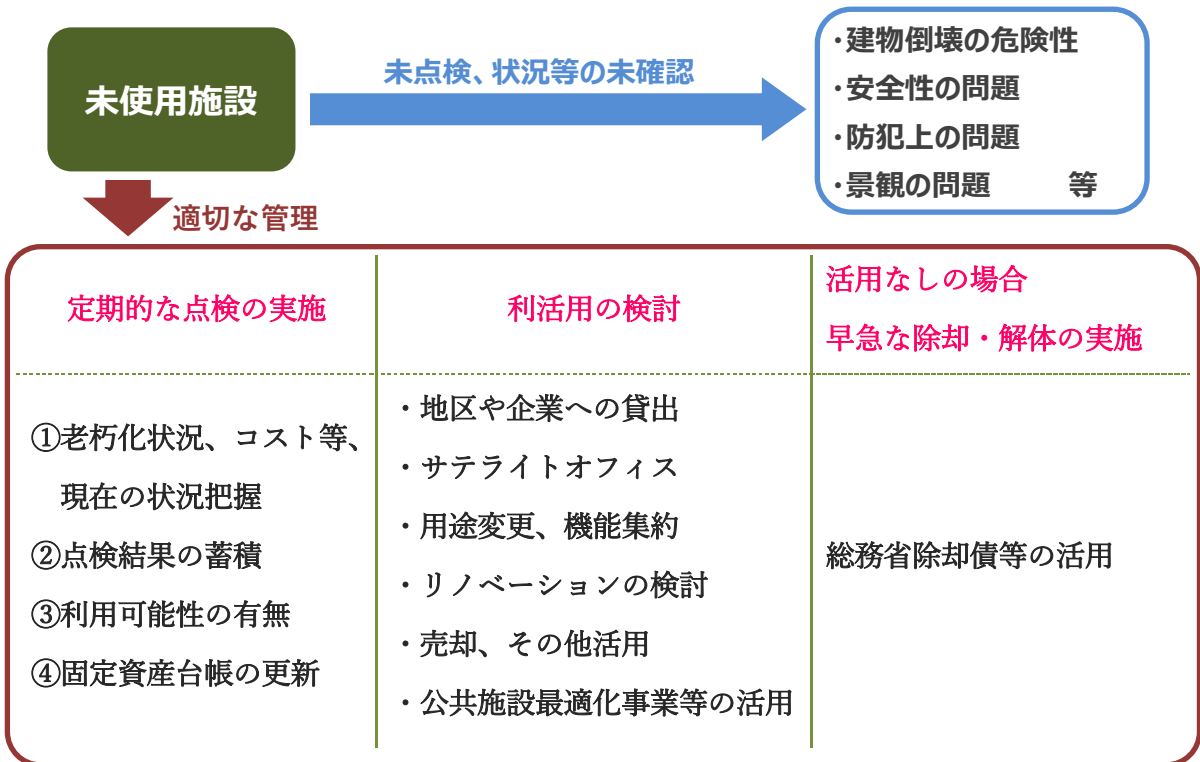 未使用施設
未点検、状況等の未確認
・建物倒壊の危険性
・安全性の問題
・防犯上の問題
・景観の問題　　等
適切な管理
定期的な点検の実施
①老朽化状況、コスト等、
現在の状況把握
②点検結果の蓄積
③利用可能性の有無
④固定資産台帳の更新
利活用の検討
・地区や企業への貸出
・サテライトオフィス
・用途変更、機能集約
・リノベーションの検討
・売却、その他活用
・公共施設最適化事業等の活用
活用なしの場合
早急な除却・解体の実施
総務省除却債等の活用